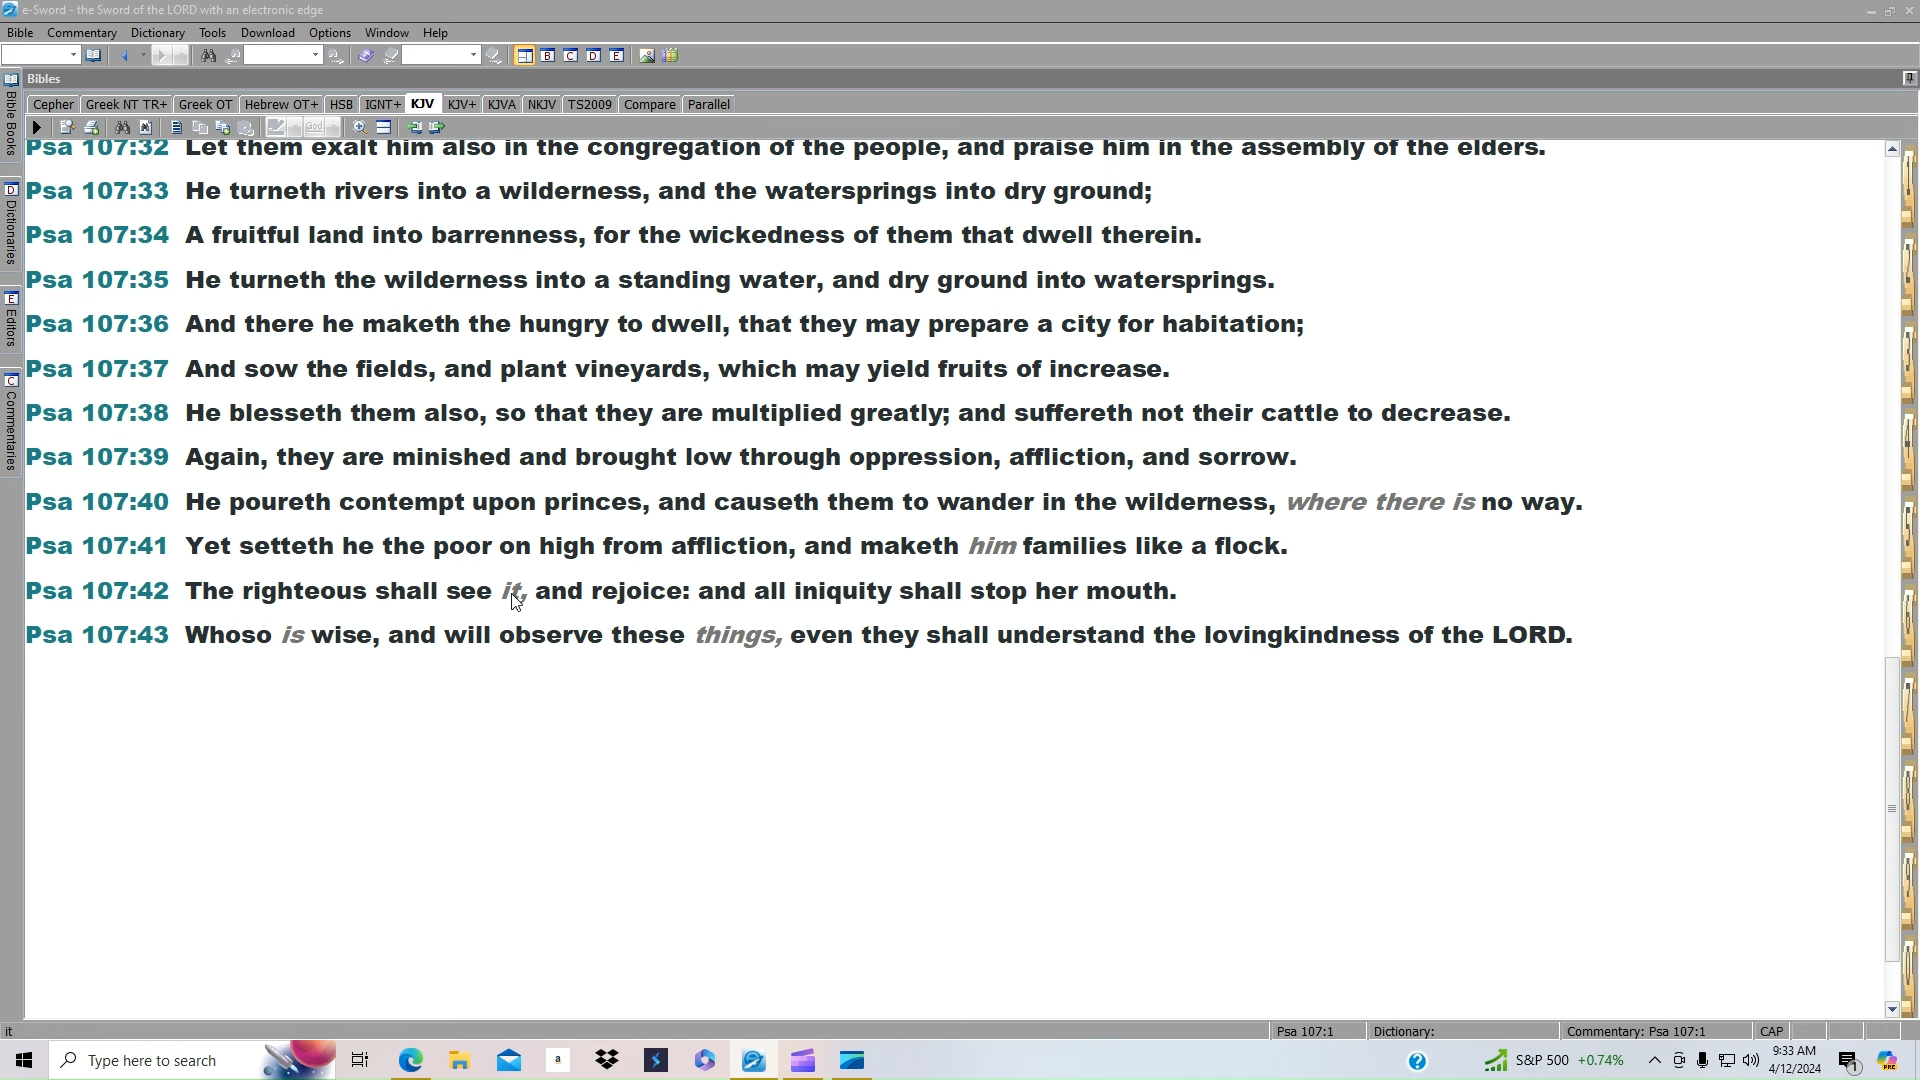 e-Sword - the Sword of the LORD with an electronic edge
Bible Commentary Dictionary Tools Download Options Window Help
B C D E
Bibles
Cepher Greek NT TR+ Greek OT Hebrew OT+ HSB IGNT+ KJV KJV+ KJVA NKJV TS2009 Compare Parallel
God
Bible Books
D Dictionaries
E Editors
C Commentaries
Psa 107:32 Let them exalt him also in the congregation of the people, and praise him in the assembly of the elders.
Psa 107:33 He turneth rivers into a wilderness, and the watersprings into dry ground;
Psa 107:34 A fruitful land into barrenness, for the wickedness of them that dwell therein.
Psa 107:35 He turneth the wilderness into a standing water, and dry ground into watersprings.
Psa 107:36 And there he maketh the hungry to dwell, that they may prepare a city for habitation;
Psa 107:37 And sow the fields, and plant vineyards, which may yield fruits of increase.
Psa 107:38 He blesseth them also, so that they are multiplied greatly; and suffereth not their cattle to decrease.
Psa 107:39 Again, they are minished and brought low through oppression, affliction, and sorrow.
Psa 107:40 He poureth contempt upon princes, and causeth them to wander in the wilderness, where there is no way.
Psa 107:41 Yet setteth he the poor on high from affliction, and maketh him families like a flock.
Psa 107:42 The righteous shall see it, and rejoice: and all iniquity shall stop her mouth.
Psa 107:43 Whoso is wise, and will observe these things, even they shall understand the lovingkindness of the LORD.
it Psa 107:1 Dictionary: Commentary: Psa 107:1 CAP
Type here to search a S&P 500 +0.74% 9:33 AM
4/12/2024 1 PRE